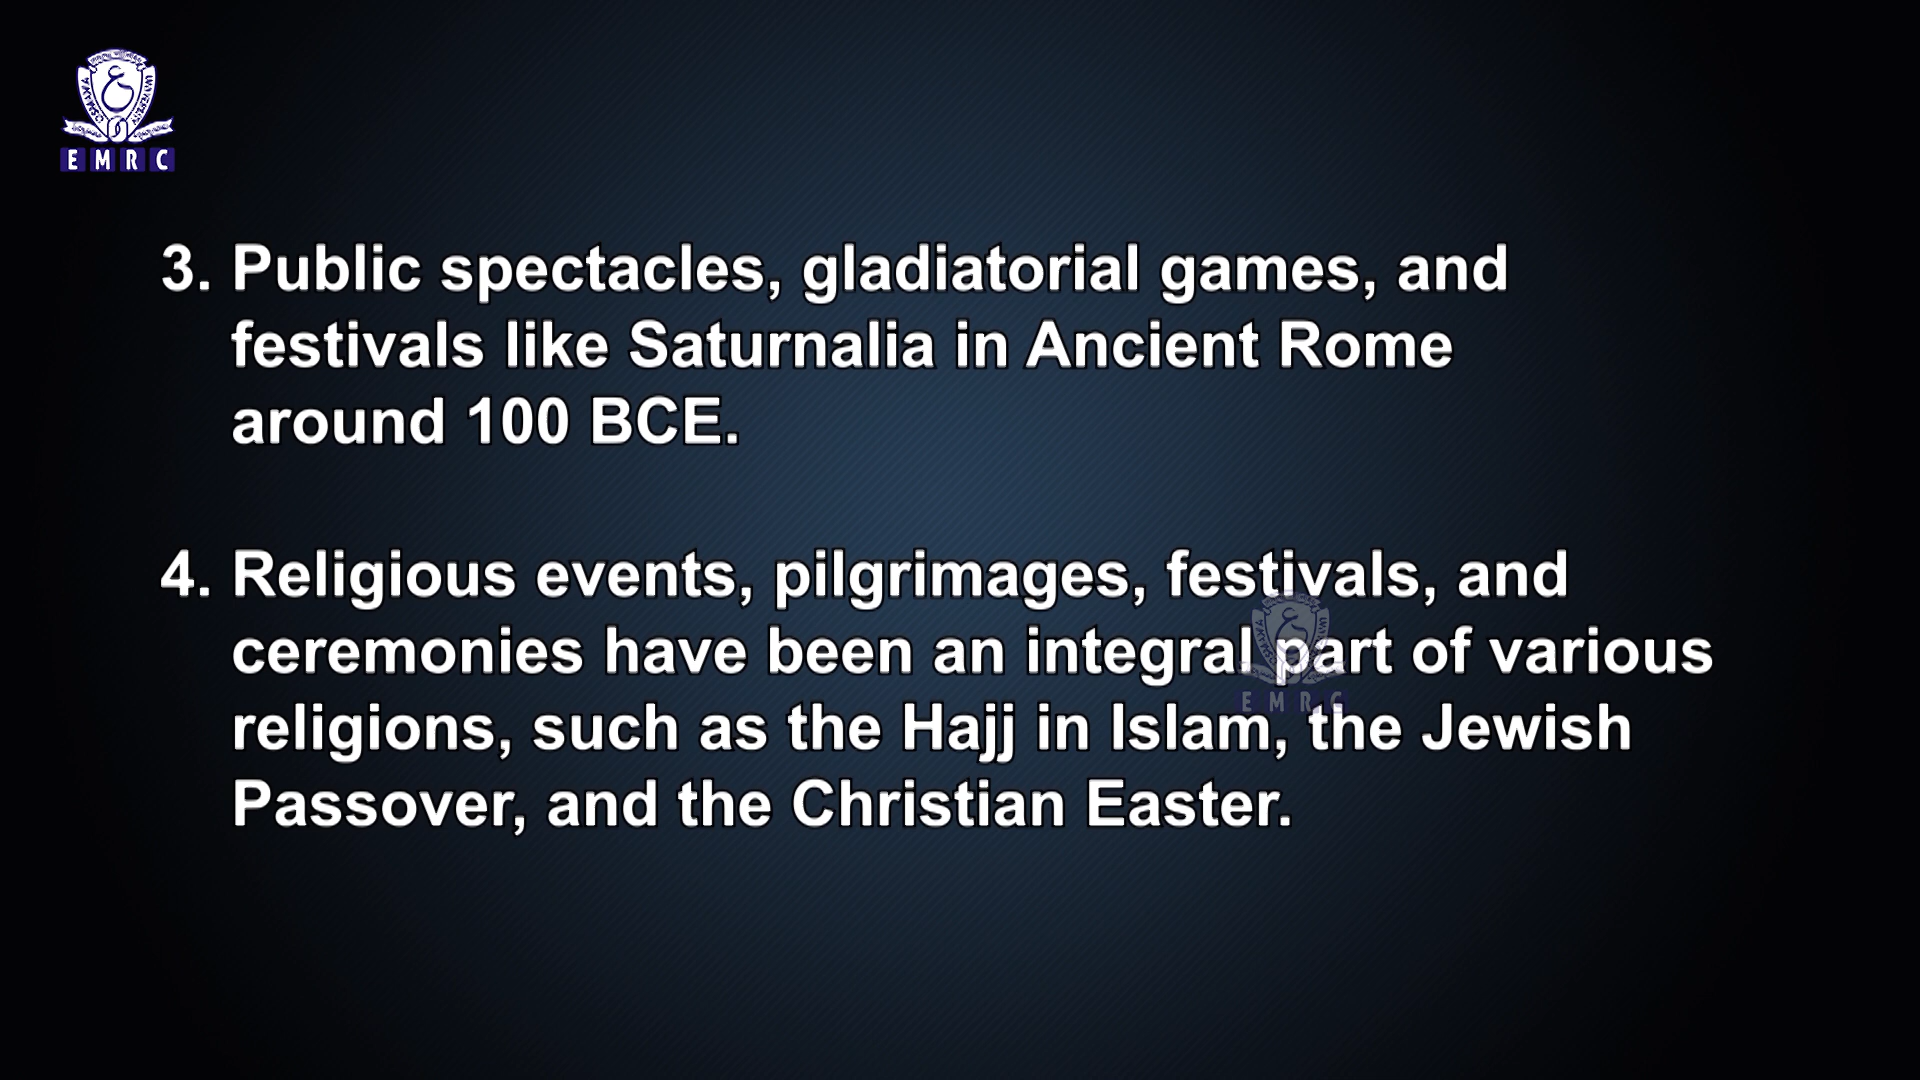 EMRC
3. Public spectacles, gladiatorial games, and
festivals like Saturnalia in Ancient Rome
around 100 BCE.
4. Religious events, pilgrimages, festivals, and
ceremonies have been an integral part of various
religions, such as the Hajj in Islam, the Jewish
Passover, and the Christian Easter.
EMRC